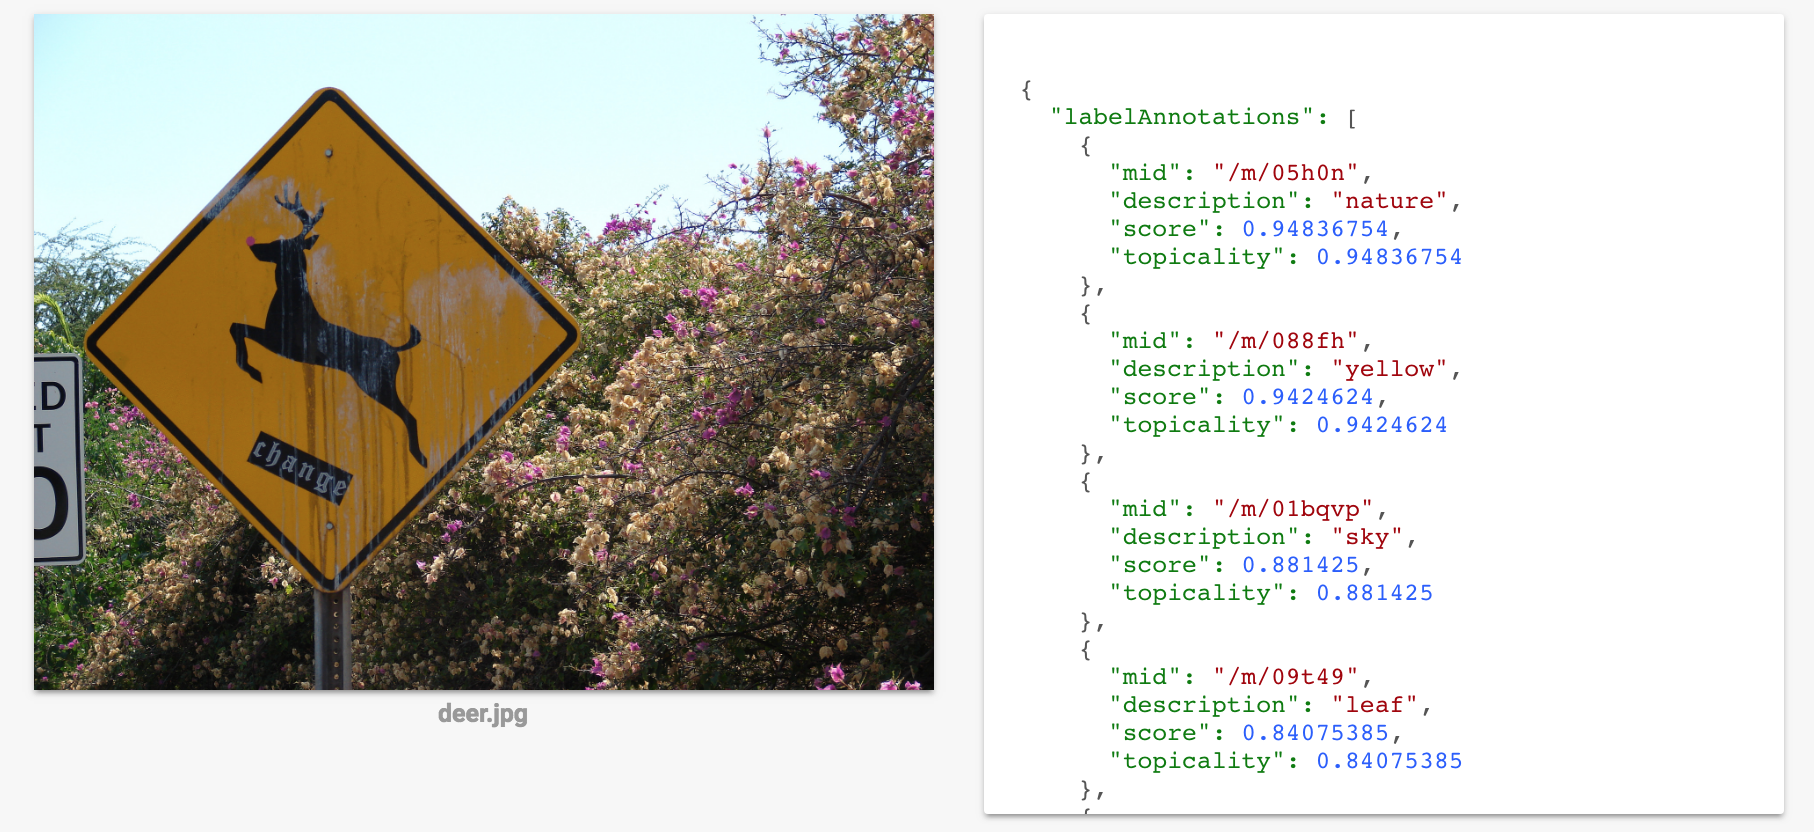 ED
T
0
change
deer.jpg
{
"labelAnnotations": [
{
"mid": "/m/05h0n",
"description": "nature",
"score": 0.94836754,
"topicality": 0.94836754
},
{
"mid": "/m/088fh",
"description": "yellow",
"score": 0.9424624,
"topicality": 0.9424624
},
{
"mid": "/m/01bqvp",
"description": "sky",
"score": 0.881425,
"topicality": 0.881425
},
{
"mid": "/m/09t49",
"description": "leaf",
"score": 0.84075385,
"topicality": 0.84075385
},